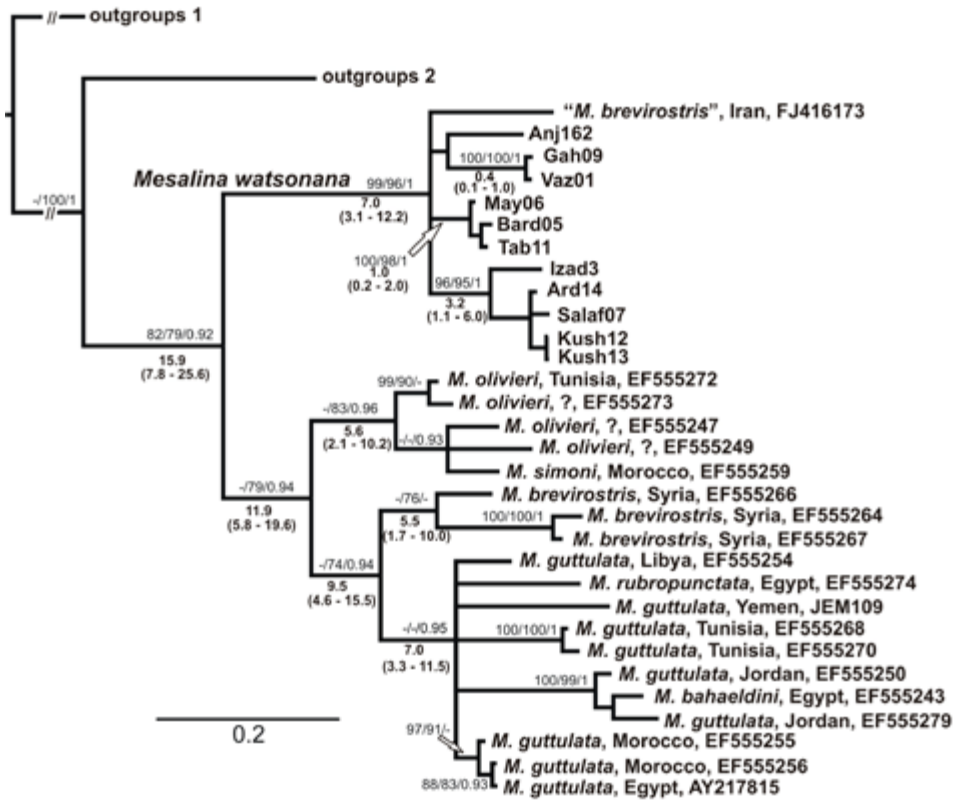 outgroups 1
outgroups 2
-/100/1
“M. brevirostris”, Iran, FJ416173
Anj162
100/100/1
Gah09
0.4
(0.1 - 1.0)
Vaz01
Mesalina watsonana
99/96/1
7.0
(3.1 - 12.2)
May06
Bard05
Tab11
100/98/1
1.0
(0.2 - 2.0)
Izad3
96/95/1
3.2
(1.1 - 6.0)
Ard14
Salaf07
Kush12
Kush13
82/79/0.92
15.9
(7.8 - 25.6)
99/90/-
M. olivieri, Tunisia, EF555272
M. olivieri, ?, EF555273
-/83/0.96
5.6
(2.1 - 10.2)
-/-/0.93
M. olivieri, ?, EF555247
M. olivieri, ?, EF555249
M. simoni, Morocco, EF555259
-/79/0.94
11.9
(5.8 - 19.6)
-/76/-
5.5
(1.7 - 10.0)
M. brevirostris, Syria, EF555266
100/100/1
M. brevirostris, Syria, EF555264
M. brevirostris, Syria, EF555267
-/74/0.94
9.5
(4.6 - 15.5)
M. guttulata, Libya, EF555254
M. rubropunctata, Egypt, EF555274
M. guttulata, Yemen, JEM109
-/-/0.95
7.0
(3.3 - 11.5)
100/100/1
M. guttulata, Tunisia, EF555268
M. guttulata, Tunisia, EF555270
100/99/1
M. guttulata, Jordan, EF555250
M. bahaeldini, Egypt, EF555243
M. guttulata, Jordan, EF555279
97/91/-
M. guttulata, Morocco, EF555255
88/83/0.93
M. guttulata, Morocco, EF555256
M. guttulata, Egypt, AY217815
0.2